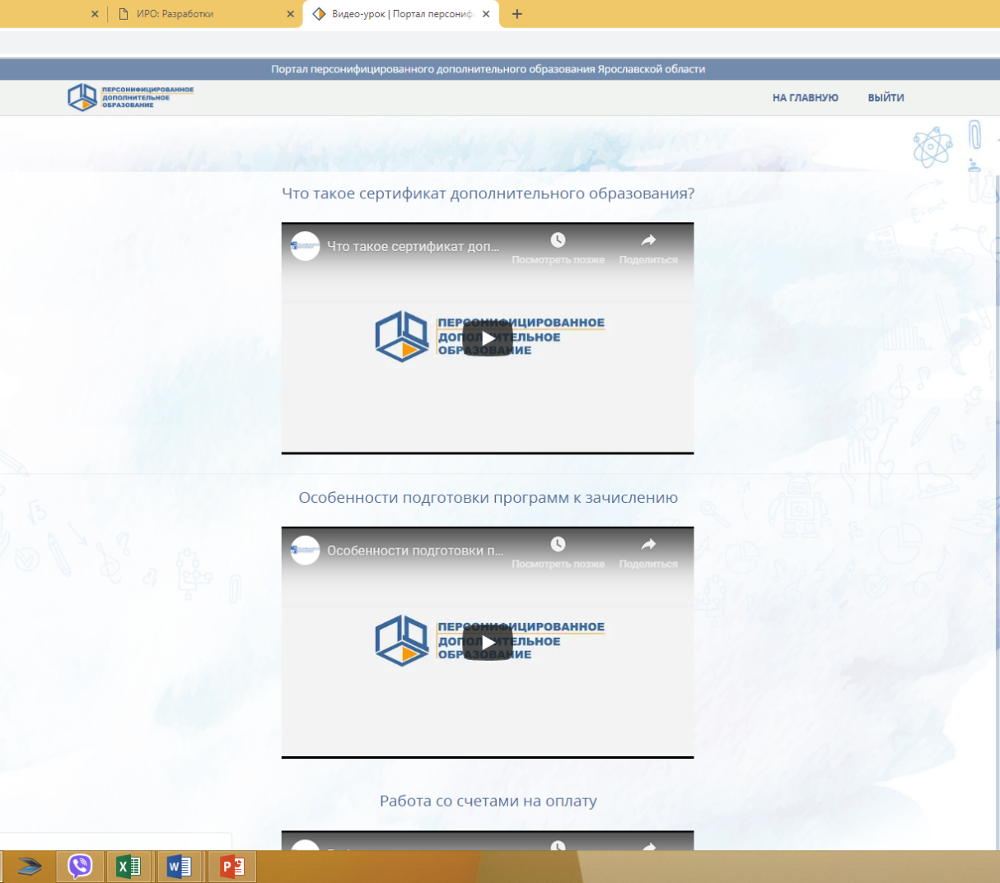 ИРО: Разработки
Видео-урок | Портал персониф
Портал персонифицированного дополнительного образования Ярославской области
ПЕРСОНИФИЦИРОВАННОЕ
ДОПОЛНИТЕЛЬНОЕ
ОБРАЗОВАНИЕ
НА ГЛАВНУЮ ВЫЙТИ
Что такое сертификат дополнительного образования?
Что такое сертификат доп...
Посмотреть позже Поделиться
ПЕРСОНИФИЦИРОВАННОЕ
ДОПОЛНИТЕЛЬНОЕ
ОБРАЗОВАНИЕ
Особенности подготовки программ к зачислению
Особенности подготовки п...
Посмотреть позже Поделиться
ПЕРСОНИФИЦИРОВАННОЕ
ДОПОЛНИТЕЛЬНОЕ
ОБРАЗОВАНИЕ
Работа со счетами на оплату